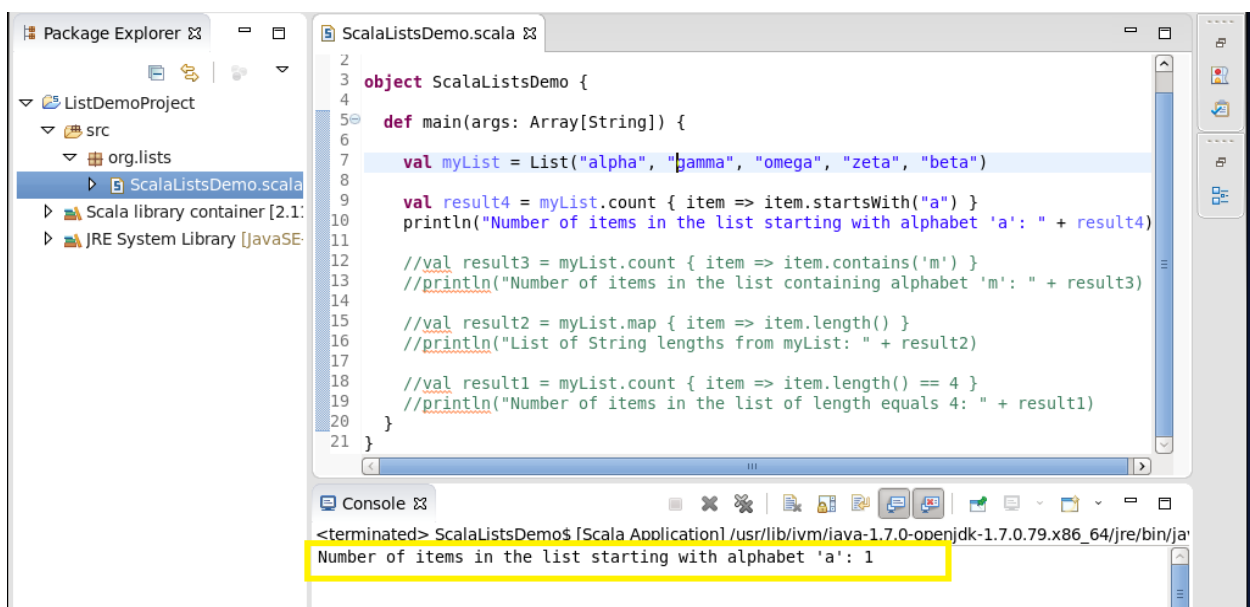 Package Explorer
ListDemoProject
src
org.lists
ScalaListsDemo.scala
Scala library container [2.1
JRE System Library [JavaSE-
ScalaListsDemo.scala
2
3 object ScalaListsDemo {
4
5 def main(args: Array[String]) {
6
7 val myList = List("alpha", "gamma", "omega", "zeta", "beta")
8
9 val result4 = myList.count { item => item.startsWith("a") }
10 println("Number of items in the list starting with alphabet 'a': " + result4)
11
12 //val result3 = myList.count { item => item.contains('m') }
13 //println("Number of items in the list containing alphabet 'm': " + result3)
14
15 //val result2 = myList.map { item => item.length() }
16 //println("List of String lengths from myList: " + result2)
17
18 //val result1 = myList.count { item => item.length() == 4 }
19 //println("Number of items in the list of length equals 4: " + result1)
20 }
21 }
Console
<terminated> ScalaListsDemo$ [Scala Application] /usr/lib/jvm/java-1.7.0-openjdk-1.7.0.79.x86_64/jre/bin/ja
Number of items in the list starting with alphabet 'a': 1